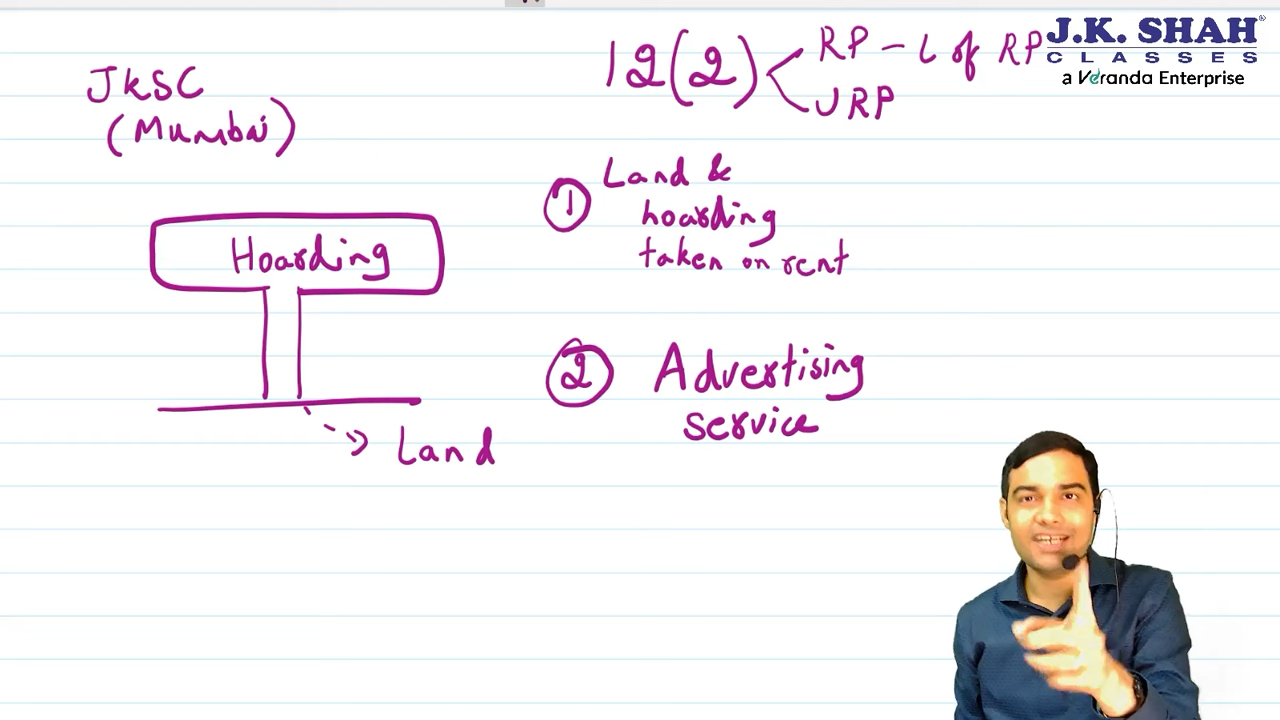 JKSC
(Mumbai)
Hoarding
Land
12(2)
RP - L of RP
URP
① Land &
hoarding
taken on rent
② Advertising
service
J.K. SHAH®
CLASSES
a Veranda Enterprise